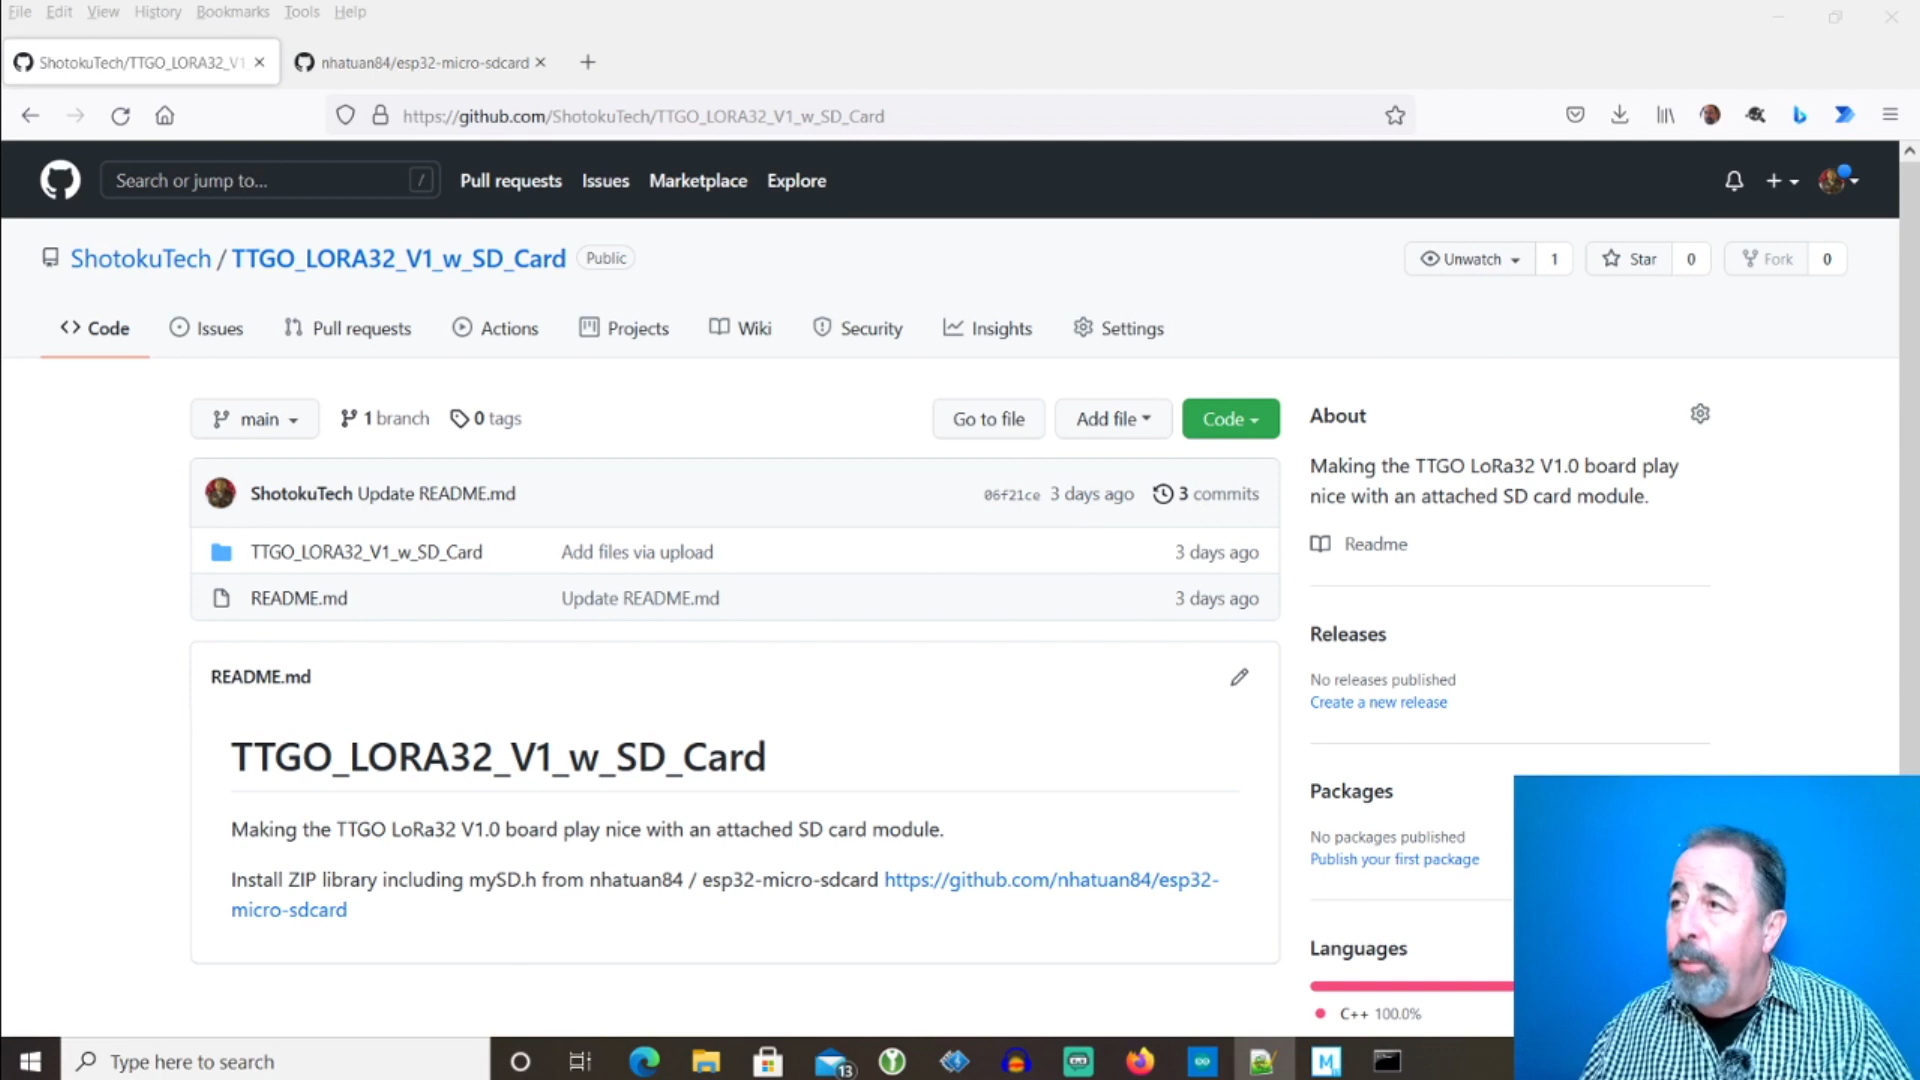 File Edit View History Bookmarks Tools Help
ShotokuTech/TTGO_LORA32_V1 nhatuan84/esp32-micro-sdcard
https://github.com/ShotokuTech/TTGO_LORA32_V1_w_SD_Card
Search or jump to... / Pull requests Issues Marketplace Explore
ShotokuTech / TTGO_LORA32_V1_w_SD_Card Public Unwatch 1 Star 0 Fork 0
Code Issues Pull requests Actions Projects Wiki Security Insights Settings
main 1 branch 0 tags Go to file Add file Code
ShotokuTech Update README.md 06f21ce 3 days ago 3 commits
TTGO_LORA32_V1_w_SD_Card Add files via upload 3 days ago
README.md Update README.md 3 days ago
README.md
TTGO_LORA32_V1_w_SD_Card
Making the TTGO LoRa32 V1.0 board play nice with an attached SD card module.
Install ZIP library including mySD.h from nhatuan84 / esp32-micro-sdcard https://github.com/nhatuan84/esp32-
micro-sdcard
About
Making the TTGO LoRa32 V1.0 board play
nice with an attached SD card module.
Readme
Releases
No releases published
Create a new release
Packages
No packages published
Publish your first package
Languages
C++ 100.0%
Type here to search 13 M